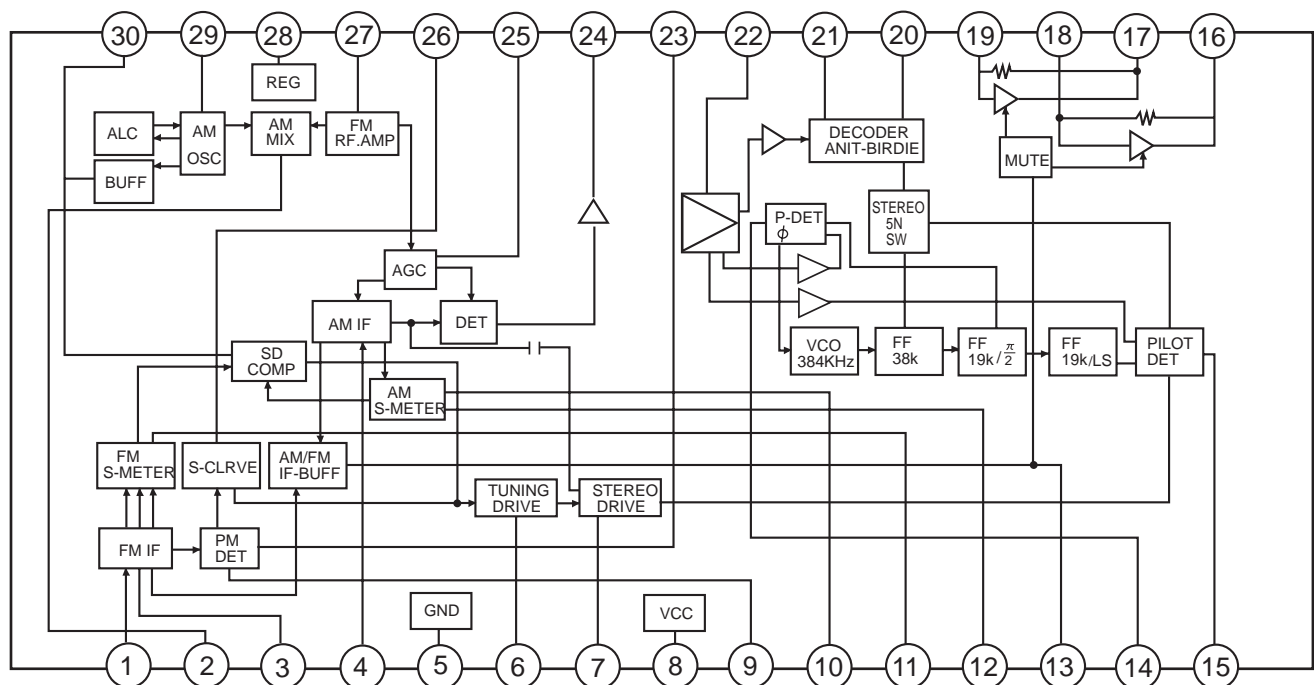 30 29 28 27 26 25 24 23 22 21 20 19 18 17 16
REG
ALC
AM
OSC
AM
MIX
FM
RF.AMP
BUFF
DECODER
ANIT-BIRDIE
MUTE
P-DET
ϕ
STEREO
5N
SW
AGC
AM IF
DET
SD
COMP
AM
S-METER
VCO
384KHz
FF
38k
FF
19k/π/2
FF
19k/LS
PILOT
DET
FM
S-METER
S-CLRVE
AM/FM
IF-BUFF
TUNING
DRIVE
STEREO
DRIVE
FM IF
PM
DET
GND
VCC
1 2 3 4 5 6 7 8 9 10 11 12 13 14 15